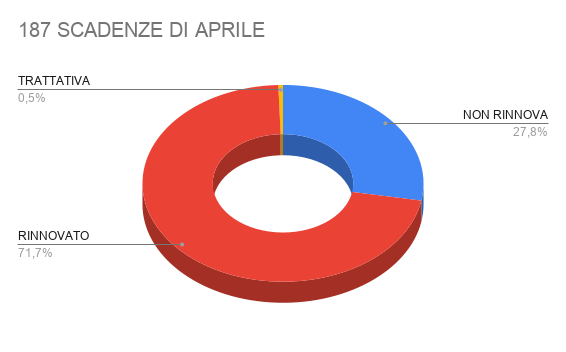 187 SCADENZE DI APRILE
TRATTATIVA
0,5%
NON RINNOVA
27,8%
RINNOVATO
71,7%